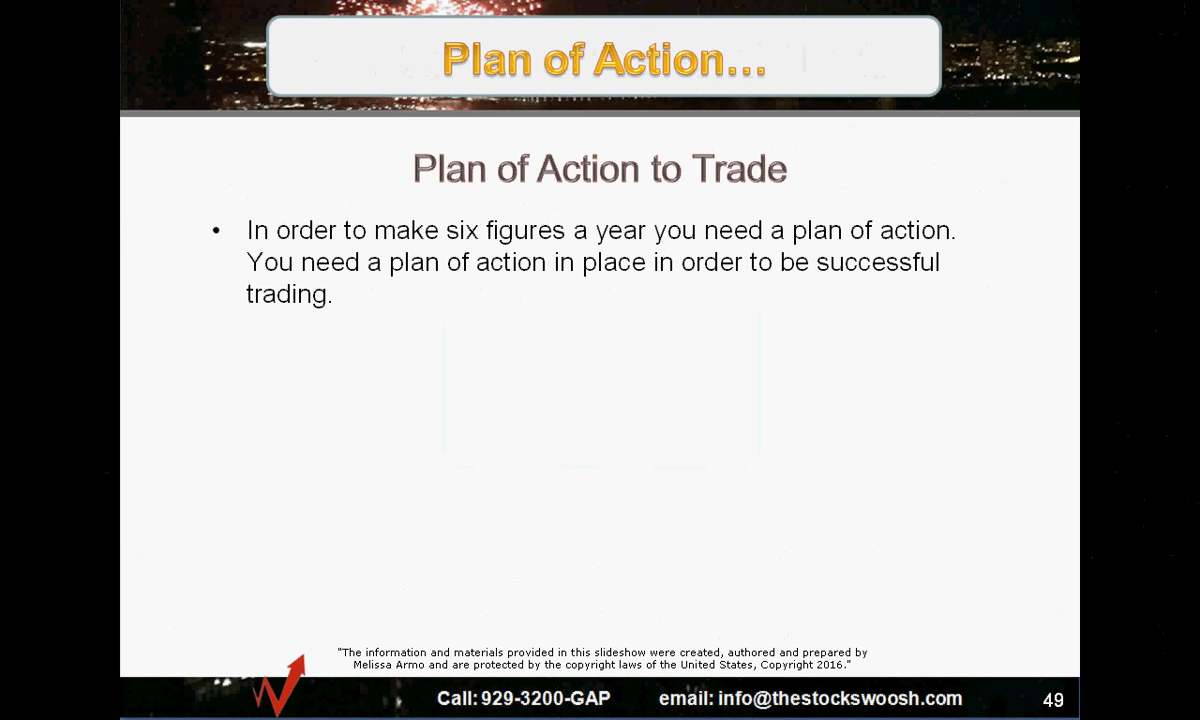 Plan of Action...
Plan of Action to Trade
• In order to make six figures a year you need a plan of action.
You need a plan of action in place in order to be successful
trading.
"The information and materials provided in this slideshow were created, authored and prepared by
Melissa Armo and are protected by the copyright laws of the United States, Copyright 2016."
Call: 929-3200-GAP email: info@thestockswoosh.com 49